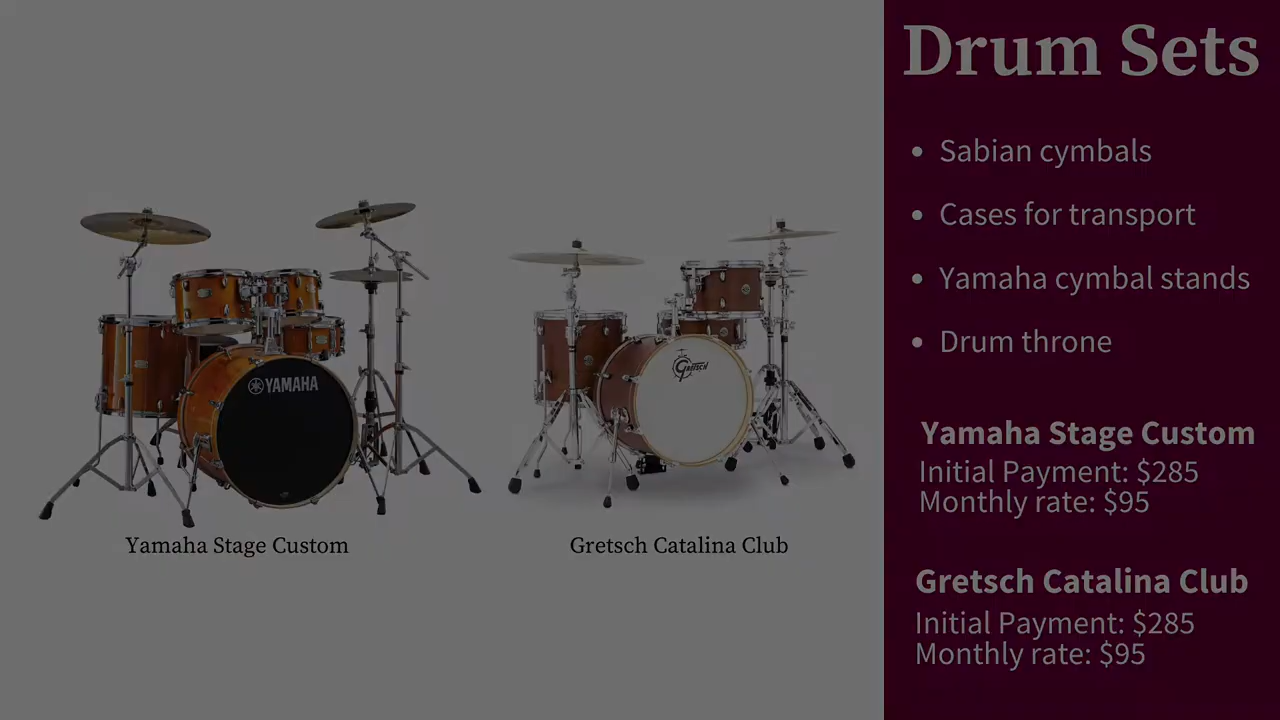 Drum Sets
Sabian cymbals
Cases for transport
Yamaha cymbal stands
Drum throne
Yamaha Stage Custom
Initial Payment: $285
Monthly rate: $95
Gretsch Catalina Club
Initial Payment: $285
Monthly rate: $95
YAMAHA
GRETSCH
Yamaha Stage Custom
Gretsch Catalina Club